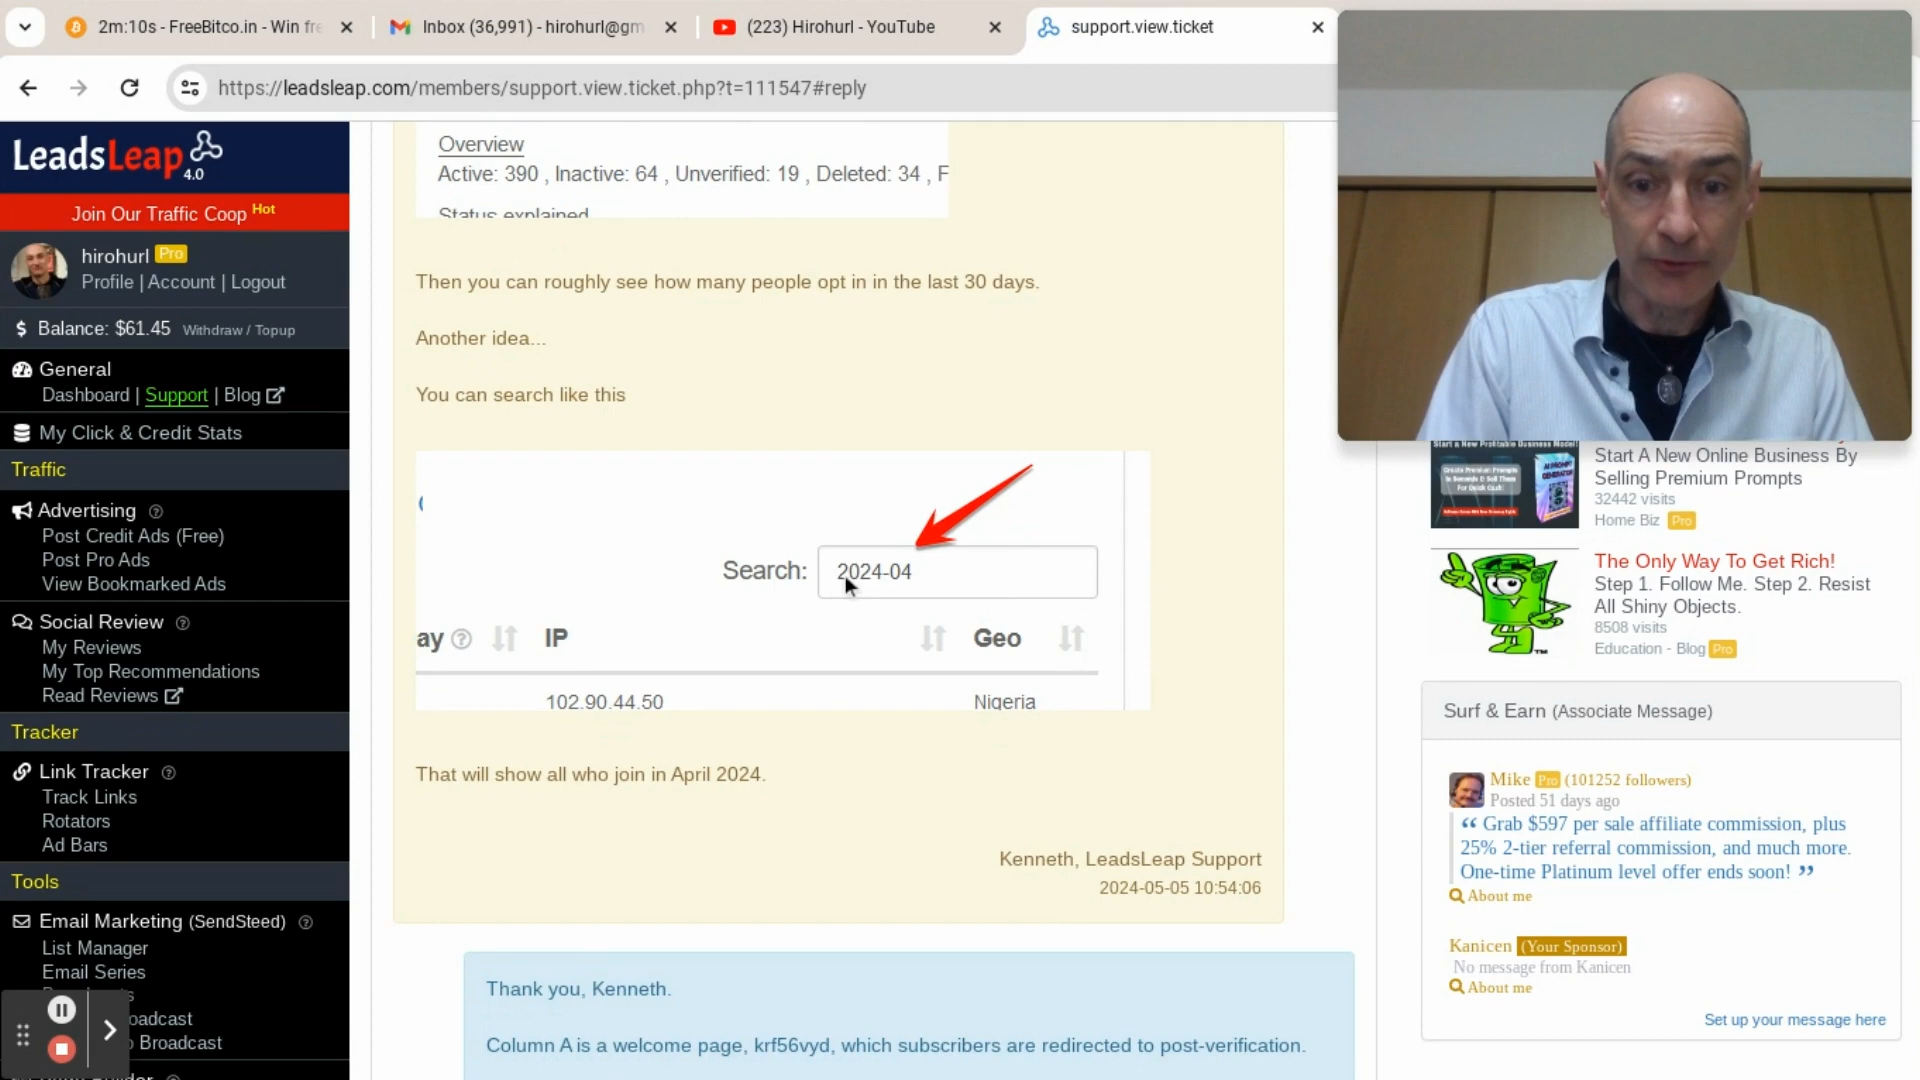 2m:10s - FreeBitco.in - Win fre
Inbox (36,991) - hirohurl@gm
(223) Hirohurl - YouTube
support.view.ticket
https://leadsleap.com/members/support.view.ticket.php?t=111547#reply
LeadsLeap
4.0
Join Our Traffic Coop Hot
hirohurl Pro
Profile | Account | Logout
$ Balance: $61.45 Withdraw / Topup
General
Dashboard | Support | Blog
My Click & Credit Stats
Traffic
Advertising
Post Credit Ads (Free)
Post Pro Ads
View Bookmarked Ads
Social Review
My Reviews
My Top Recommendations
Read Reviews
Tracker
Link Tracker
Track Links
Rotators
Ad Bars
Tools
Email Marketing (SendSteed)
List Manager
Email Series
oadcast
Broadcast
Overview
Active: 390 , Inactive: 64 , Unverified: 19 , Deleted: 34 , F
Status explained
Then you can roughly see how many people opt in in the last 30 days.
Another idea...
You can search like this
Search: 2024-04
ay IP Geo
102.90.44.50 Nigeria
That will show all who join in April 2024.
Kenneth, LeadsLeap Support
2024-05-05 10:54:06
Thank you, Kenneth.
Column A is a welcome page, krf56vyd, which subscribers are redirected to post-verification.
Start a New Profitable Business Model!
Start A New Online Business By
Selling Premium Prompts
32442 visits
Home Biz Pro
The Only Way To Get Rich!
Step 1. Follow Me. Step 2. Resist
All Shiny Objects.
8508 visits
Education - Blog Pro
Surf & Earn (Associate Message)
Mike Pro (101252 followers)
Posted 51 days ago
“ Grab $597 per sale affiliate commission, plus
25% 2-tier referral commission, and much more.
One-time Platinum level offer ends soon! ”
About me
Kanicen (Your Sponsor)
No message from Kanicen
About me
Set up your message here